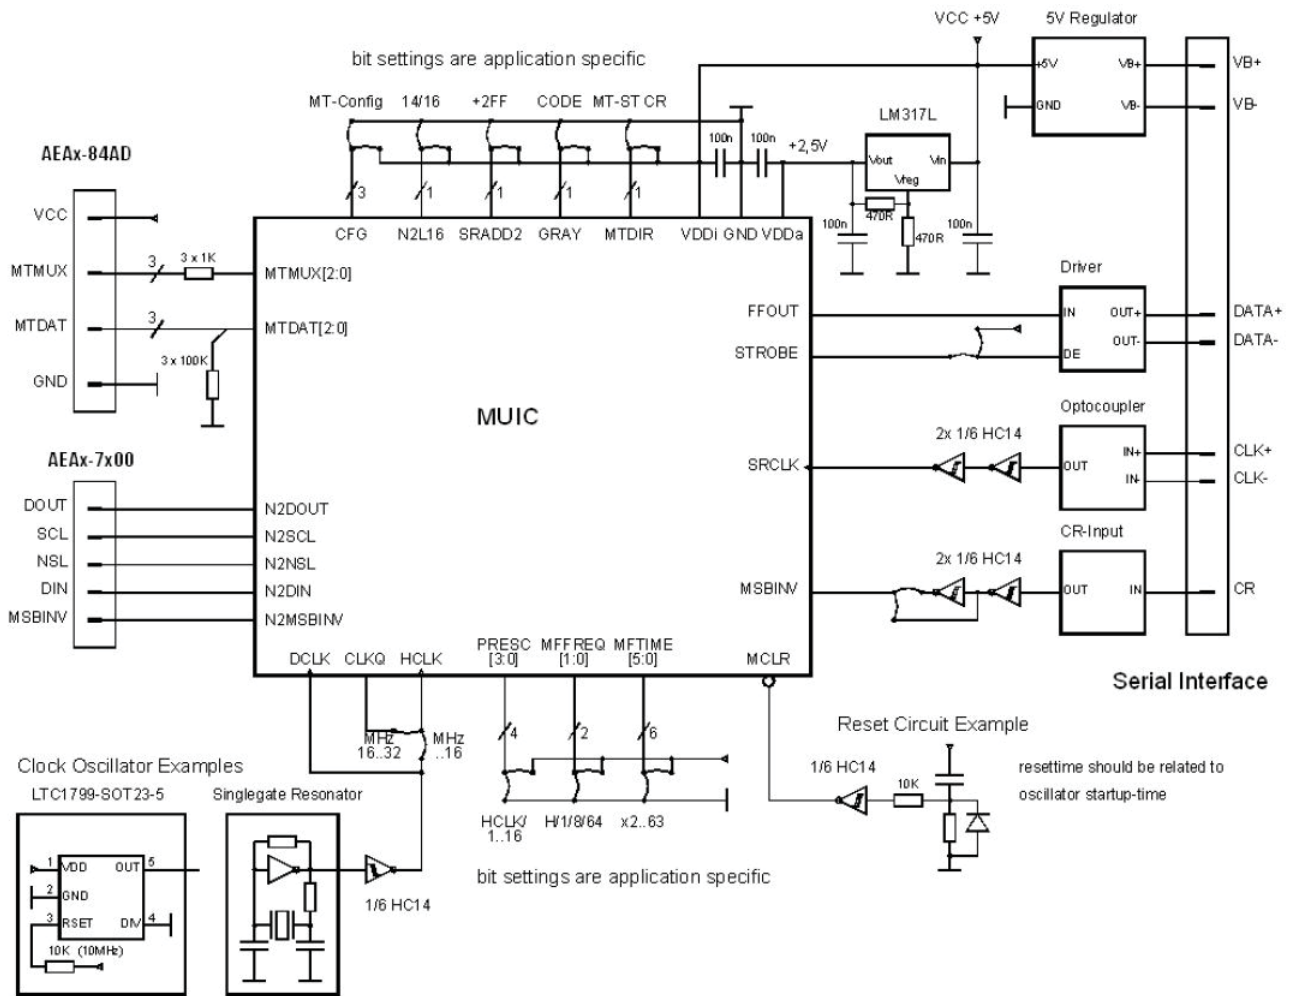 VCC +5V
5V Regulator
bit settings are application specific
+5V
VB+
VB+
GND
VB-
VB-
MT-Config
14/16
+2FF
CODE
MT-ST CR
LM317L
100n
100n
+2,5V
Vout
Vin
Vreg
AEAx-84AD
3
1
1
1
1
470R
100n
470R
100n
VCC
CFG
N2L16
SRADD2
GRAY
MTDIR
VDDi
GND
VDDa
MTMUX
3
3 x 1K
MTMUX[2:0]
Driver
MTDAT
3
MTDAT[2:0]
FFOUT
IN
OUT+
DATA+
OUT-
DATA-
STROBE
DE
3 x 100K
GND
MUIC
Optocoupler
2x 1/6 HC14
AEAx-7x00
IN+
CLK+
SRCLK
OUT
IN-
CLK-
DOUT
N2DOUT
SCL
N2SCL
CR-Input
NSL
N2NSL
2x 1/6 HC14
DIN
N2DIN
MSBINV
OUT
IN
CR
MSBINV
N2MSBINV
DCLK
CLKQ
HCLK
PRESC
[3:0]
MFFREQ
[1:0]
MFTIME
[5:0]
MCLR
Serial Interface
4
2
6
MHz
16..32
MHz
..16
Reset Circuit Example
Clock Oscillator Examples
1/6 HC14
10K
resettime should be related to
oscillator startup-time
LTC1799-SOT23-5
Singlegate Resonator
HCLK/
1..16
H/1/8/64
x2..63
1
VDD
OUT
5
2
GND
3
RSET
DIV
4
10K (10MHz)
1/6 HC14
bit settings are application specific